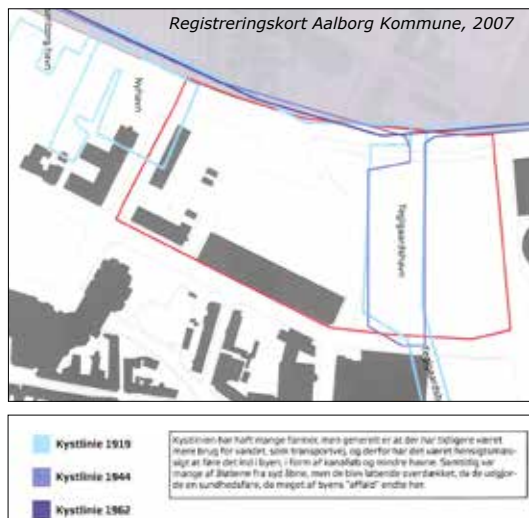 Registreringskort Aalborg Kommune, 2007
Nyhavn
Teglgaardshavn
Kystlinie 1919
Kystlinie 1944
Kystlinie 1962
Kystlinien har haft mange former, men generelt er at der har tidligere været
mere brug for vandet, som transportvej, og derfor har det været hensigtsmæs-
sigt at føre det ind i byen, i form af kanalløb og mindre havne. Samtidig var
mange af åløbene fra syd åbne, men de blev løbende overdækket, da de udgjor-
de en sundhedsfare, da meget af byens "affald" endte her.